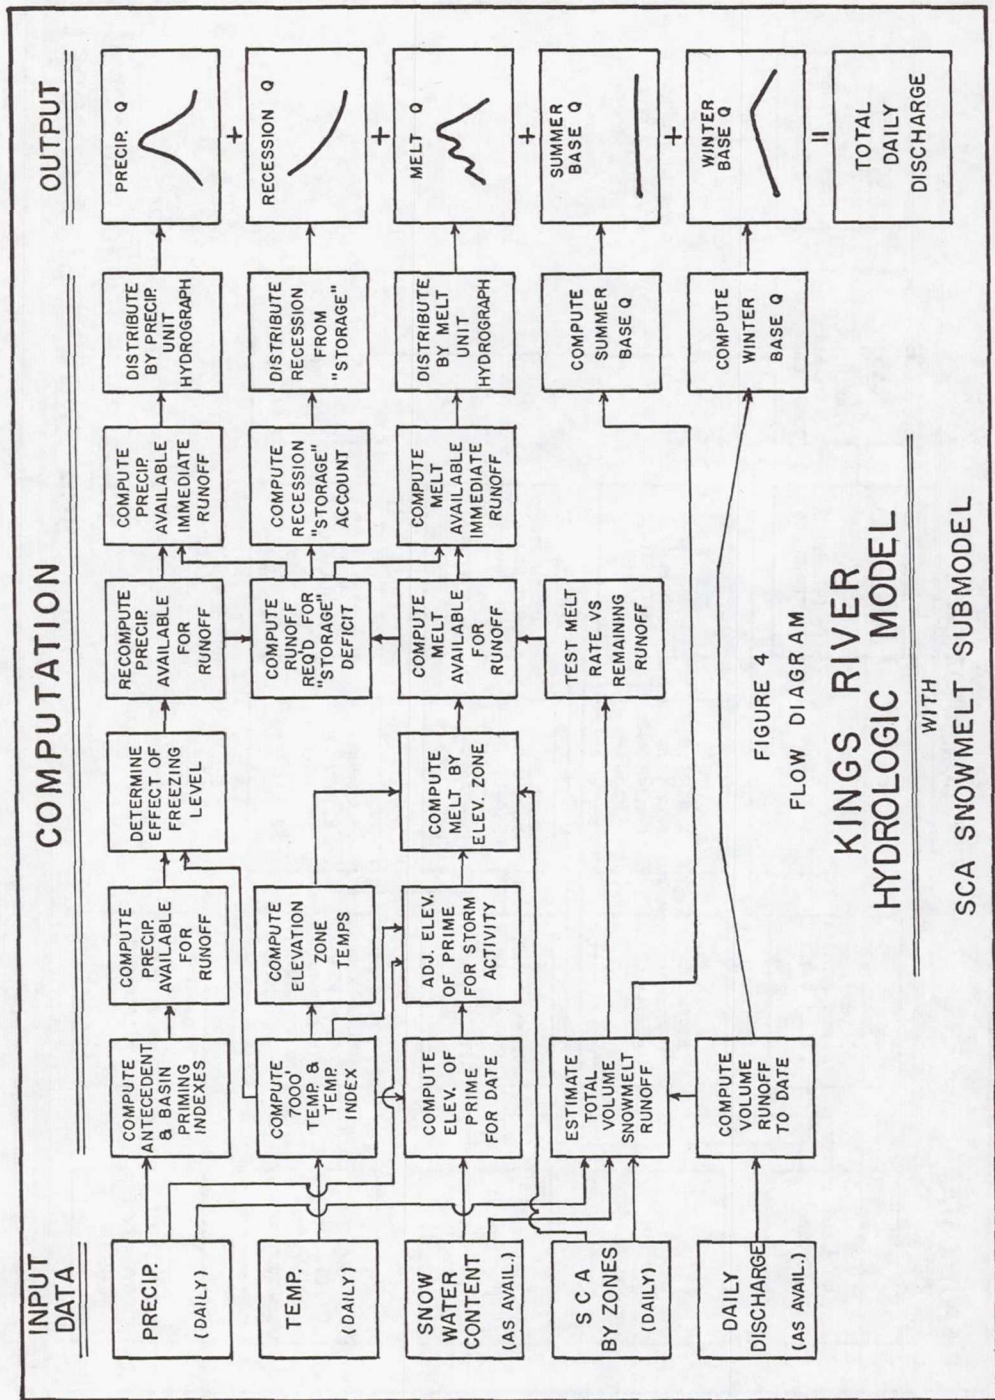 INPUT
DATA
COMPUTATION
OUTPUT
PRECIP.
(DAILY)
TEMP.
(DAILY)
SNOW
WATER
CONTENT
(AS AVAIL.)
S C A
BY ZONES
(DAILY)
DAILY
DISCHARGE
(AS AVAIL.)
COMPUTE
ANTECEDENT
& BASIN
PRIMING
INDEXES
COMPUTE
7000'
TEMP. &
TEMP.
INDEX
COMPUTE
ELEV. OF
PRIME
FOR DATE
ESTIMATE
TOTAL
VOLUME
SNOWMELT
RUNOFF
COMPUTE
VOLUME
RUNOFF
TO DATE
COMPUTE
PRECIP.
AVAILABLE
FOR
RUNOFF
COMPUTE
ELEVATION
ZONE
TEMPS
ADJ. ELEV.
OF PRIME
FOR STORM
ACTIVITY
DETERMINE
EFFECT OF
FREEZING
LEVEL
COMPUTE
MELT BY
ELEV. ZONE
RECOMPUTE
PRECIP.
AVAILABLE
FOR
RUNOFF
COMPUTE
RUNOFF
REQ'D FOR
"STORAGE"
DEFICIT
COMPUTE
MELT
AVAILABLE
FOR
RUNOFF
TEST MELT
RATE VS
REMAINING
RUNOFF
COMPUTE
PRECIP.
AVAILABLE
IMMEDIATE
RUNOFF
COMPUTE
RECESSION
"STORAGE"
ACCOUNT
COMPUTE
MELT
AVAILABLE
IMMEDIATE
RUNOFF
DISTRIBUTE
BY PRECIP.
UNIT
HYDROGRAPH
DISTRIBUTE
RECESSION
FROM
"STORAGE"
DISTRIBUTE
BY MELT
UNIT
HYDROGRAPH
COMPUTE
SUMMER
BASE Q
COMPUTE
WINTER
BASE Q
PRECIP. Q
+
RECESSION Q
+
MELT Q
+
SUMMER
BASE Q
+
WINTER
BASE Q
=
TOTAL
DAILY
DISCHARGE
FIGURE 4
FLOW DIAGRAM
KINGS RIVER
HYDROLOGIC MODEL
WITH
SCA SNOWMELT SUBMODEL